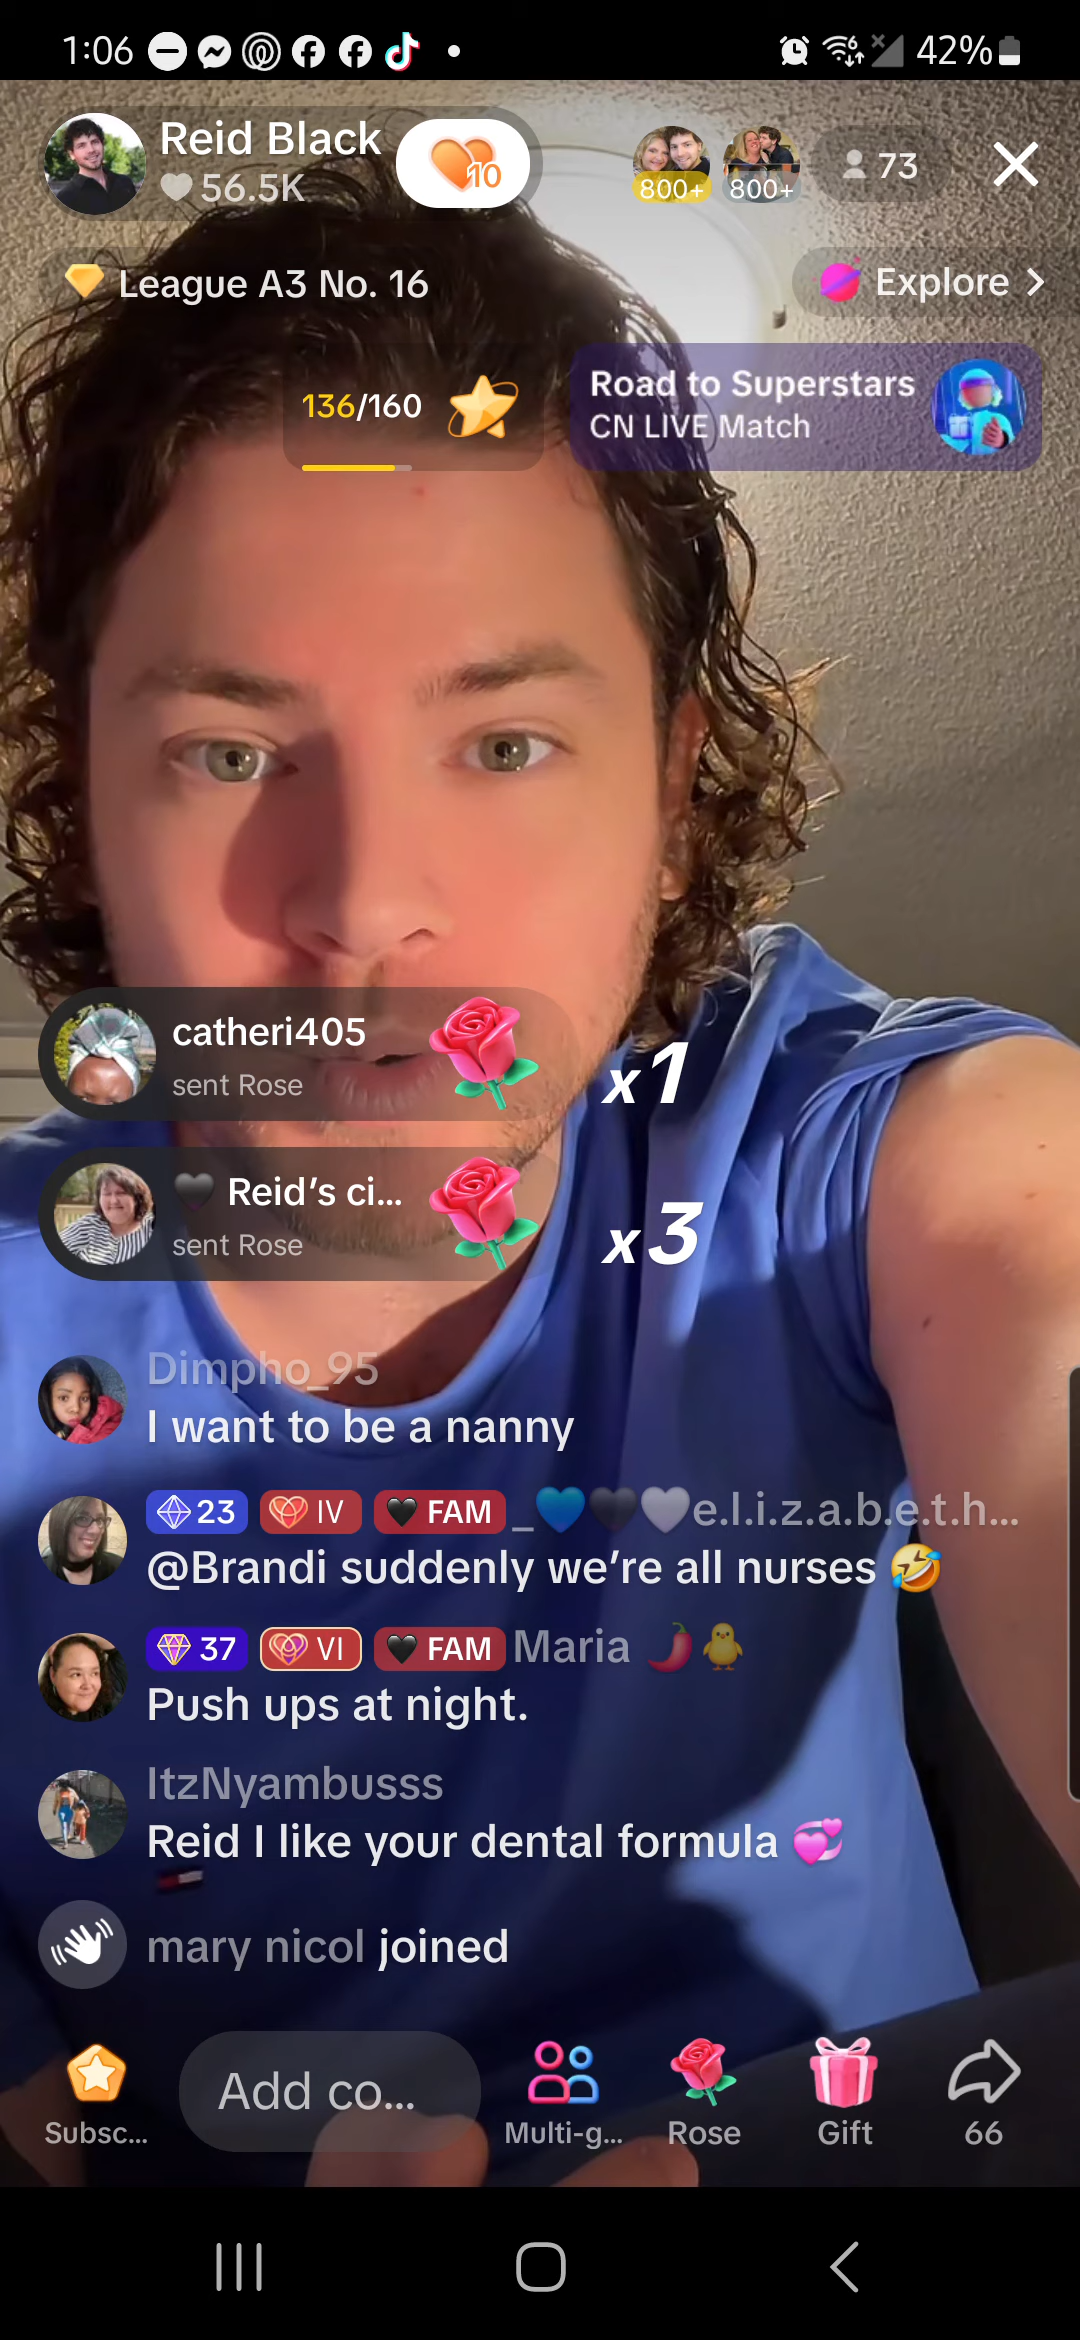 1:06
42%
Reid Black
56.5K
10
800+
800+
73
League A3 No. 16
Explore
136/160
Road to Superstars
CN LIVE Match
catheri405
sent Rose
x1
🖤 Reid’s ci...
sent Rose
x3
Dimpho_95
I want to be a nanny
23 IV 🖤 FAM _💙🖤🤍e.l.i.z.a.b.e.t.h...
@Brandi suddenly we’re all nurses 🤣
37 VI 🖤 FAM Maria 🌶️🐥
Push ups at night.
ItzNyambusss
Reid I like your dental formula 💞
mary nicol joined
Subsc...
Add co...
Multi-g...
Rose
Gift
66